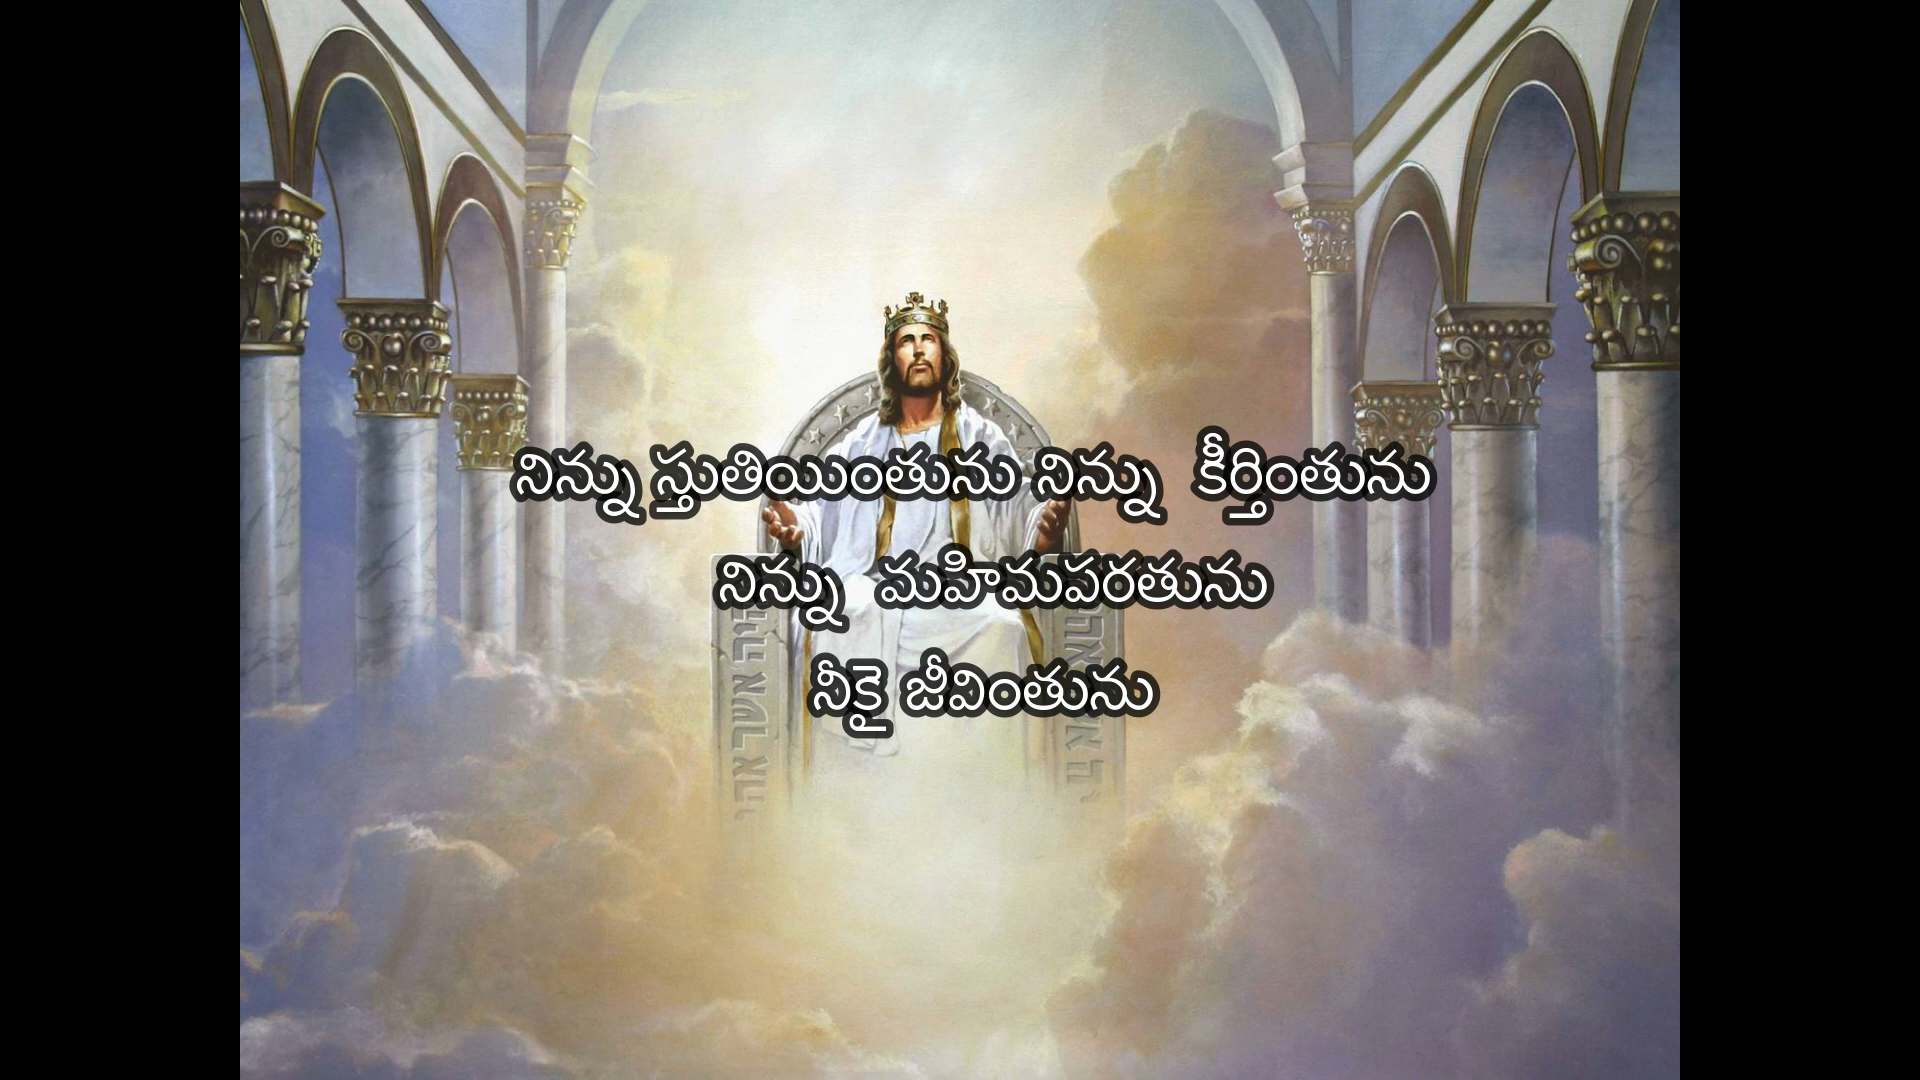 నిన్ను స్తుతియింతును నిన్ను కీర్తింతును
నిన్ను మహిమపరతును
నీకై జీవింతును